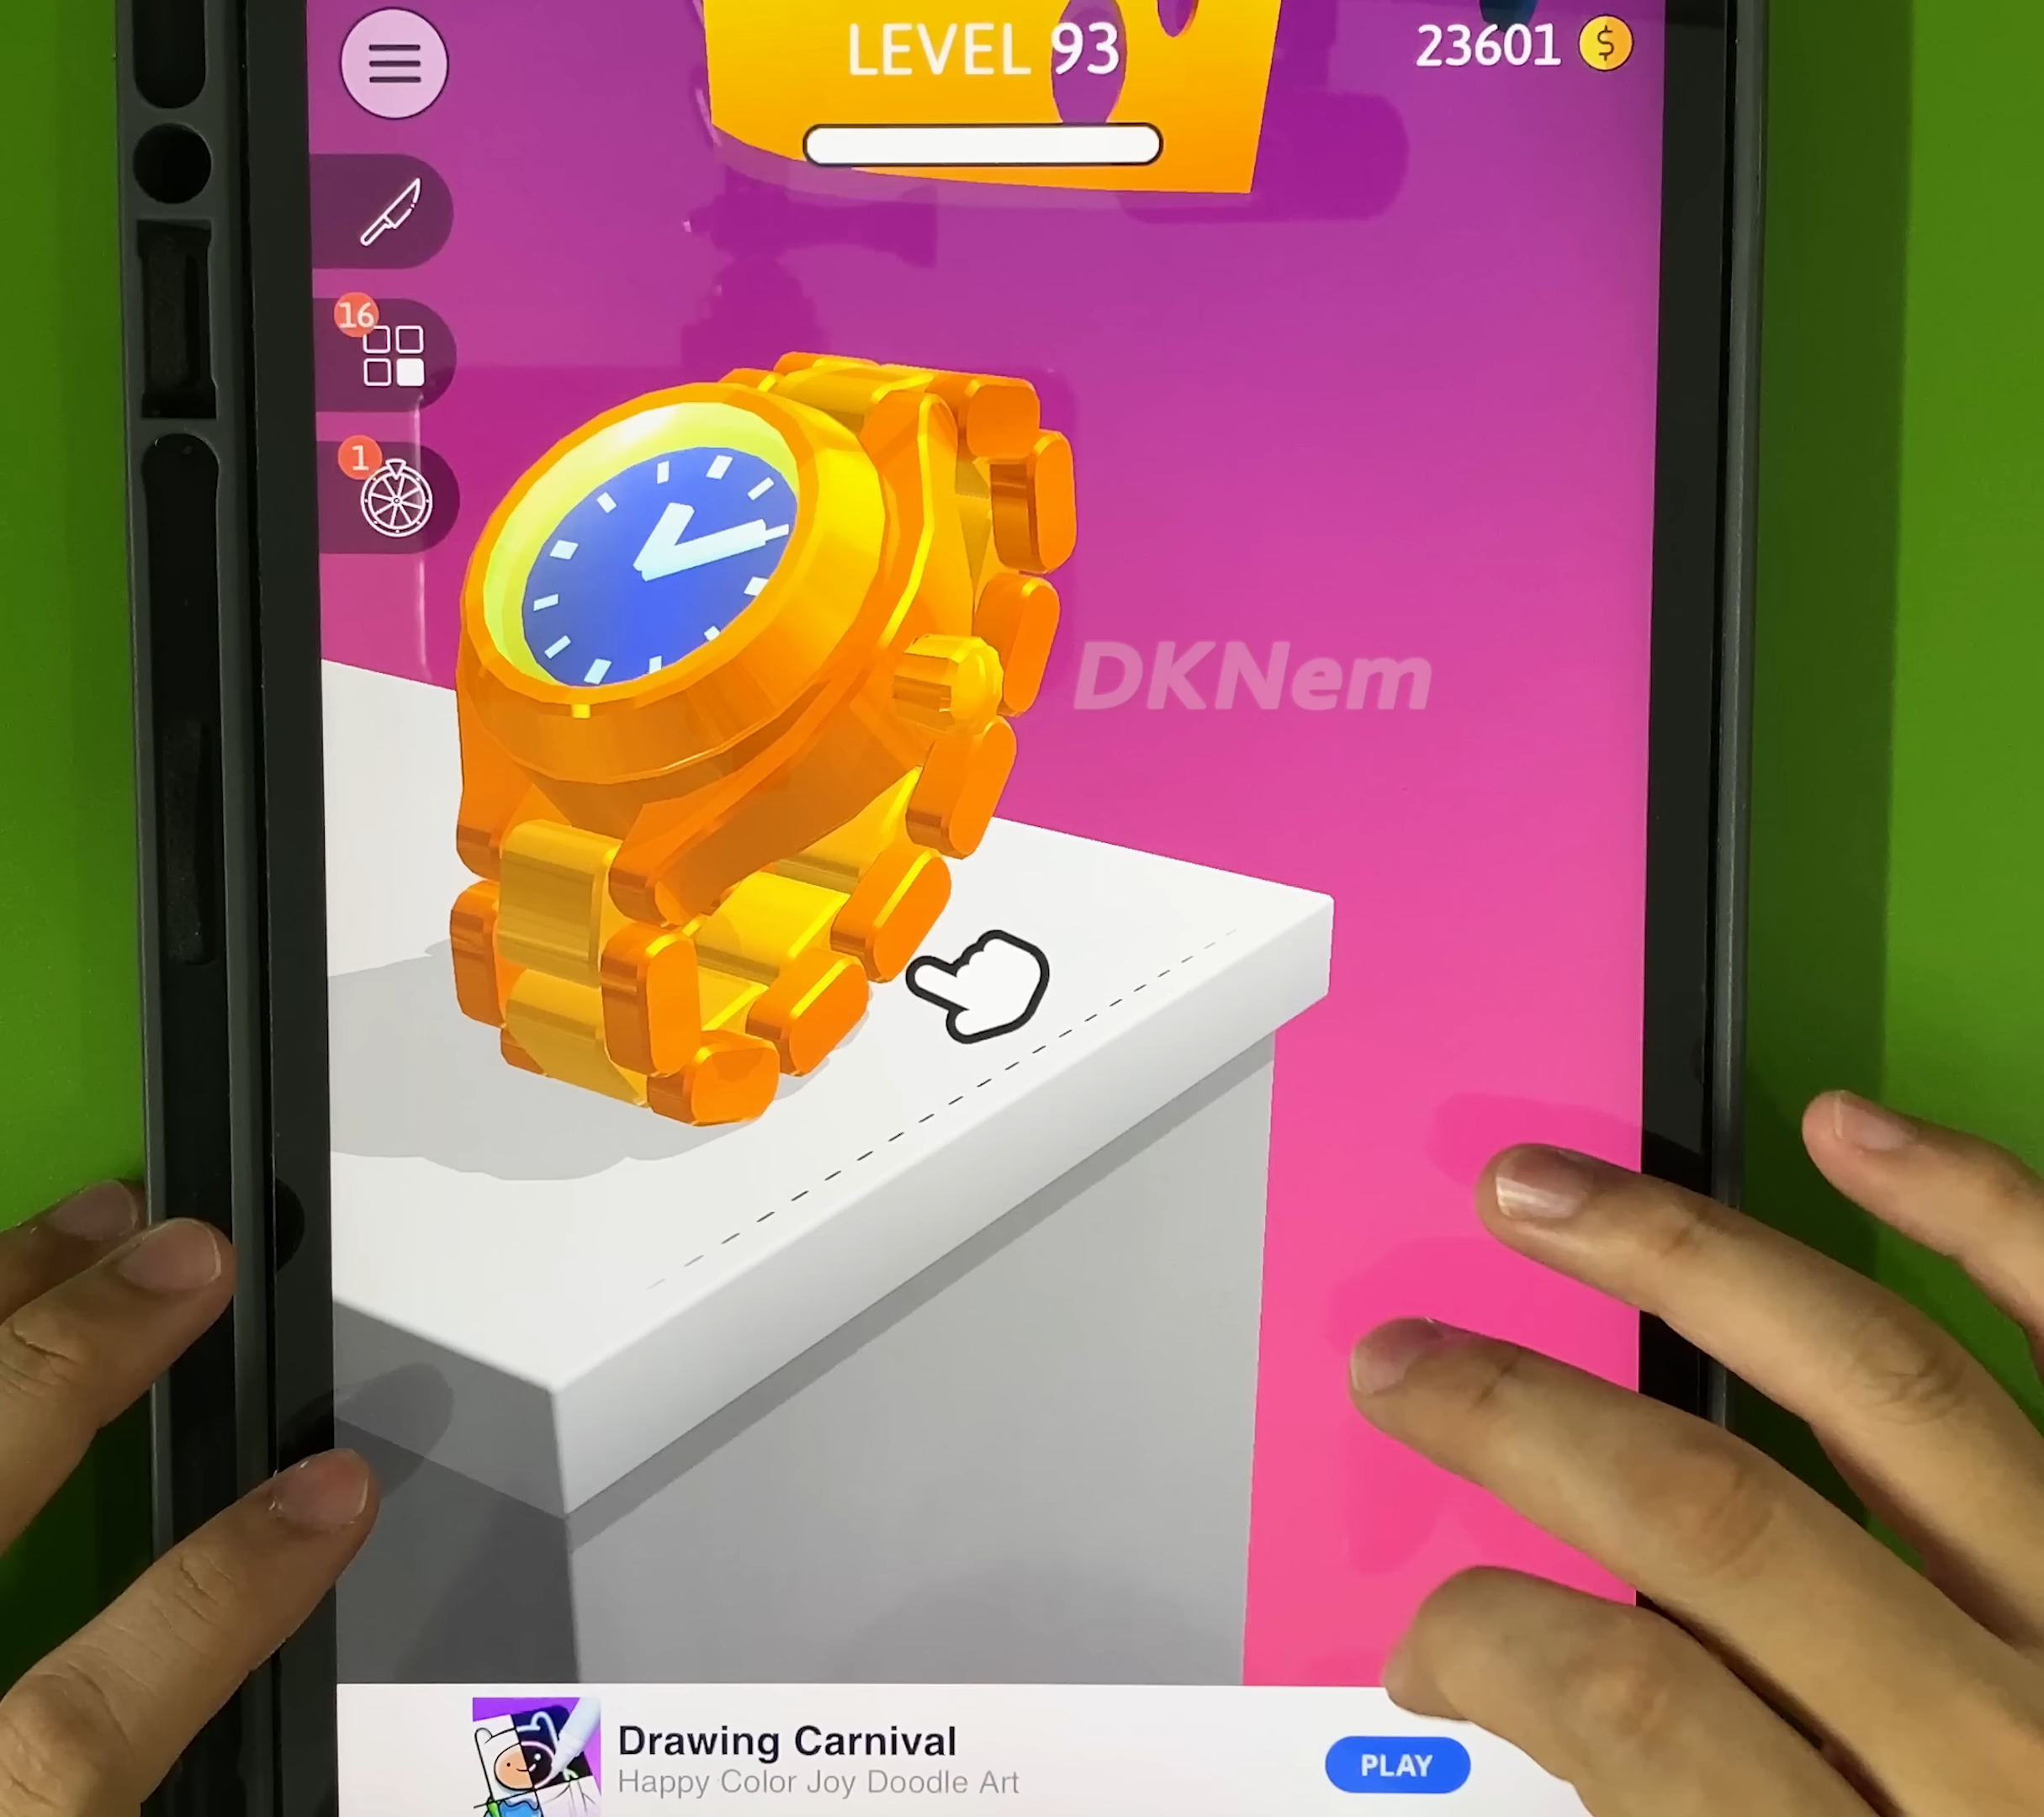 LEVEL 93
23601
16
1
DKNem
Drawing Carnival
Happy Color Joy Doodle Art
PLAY